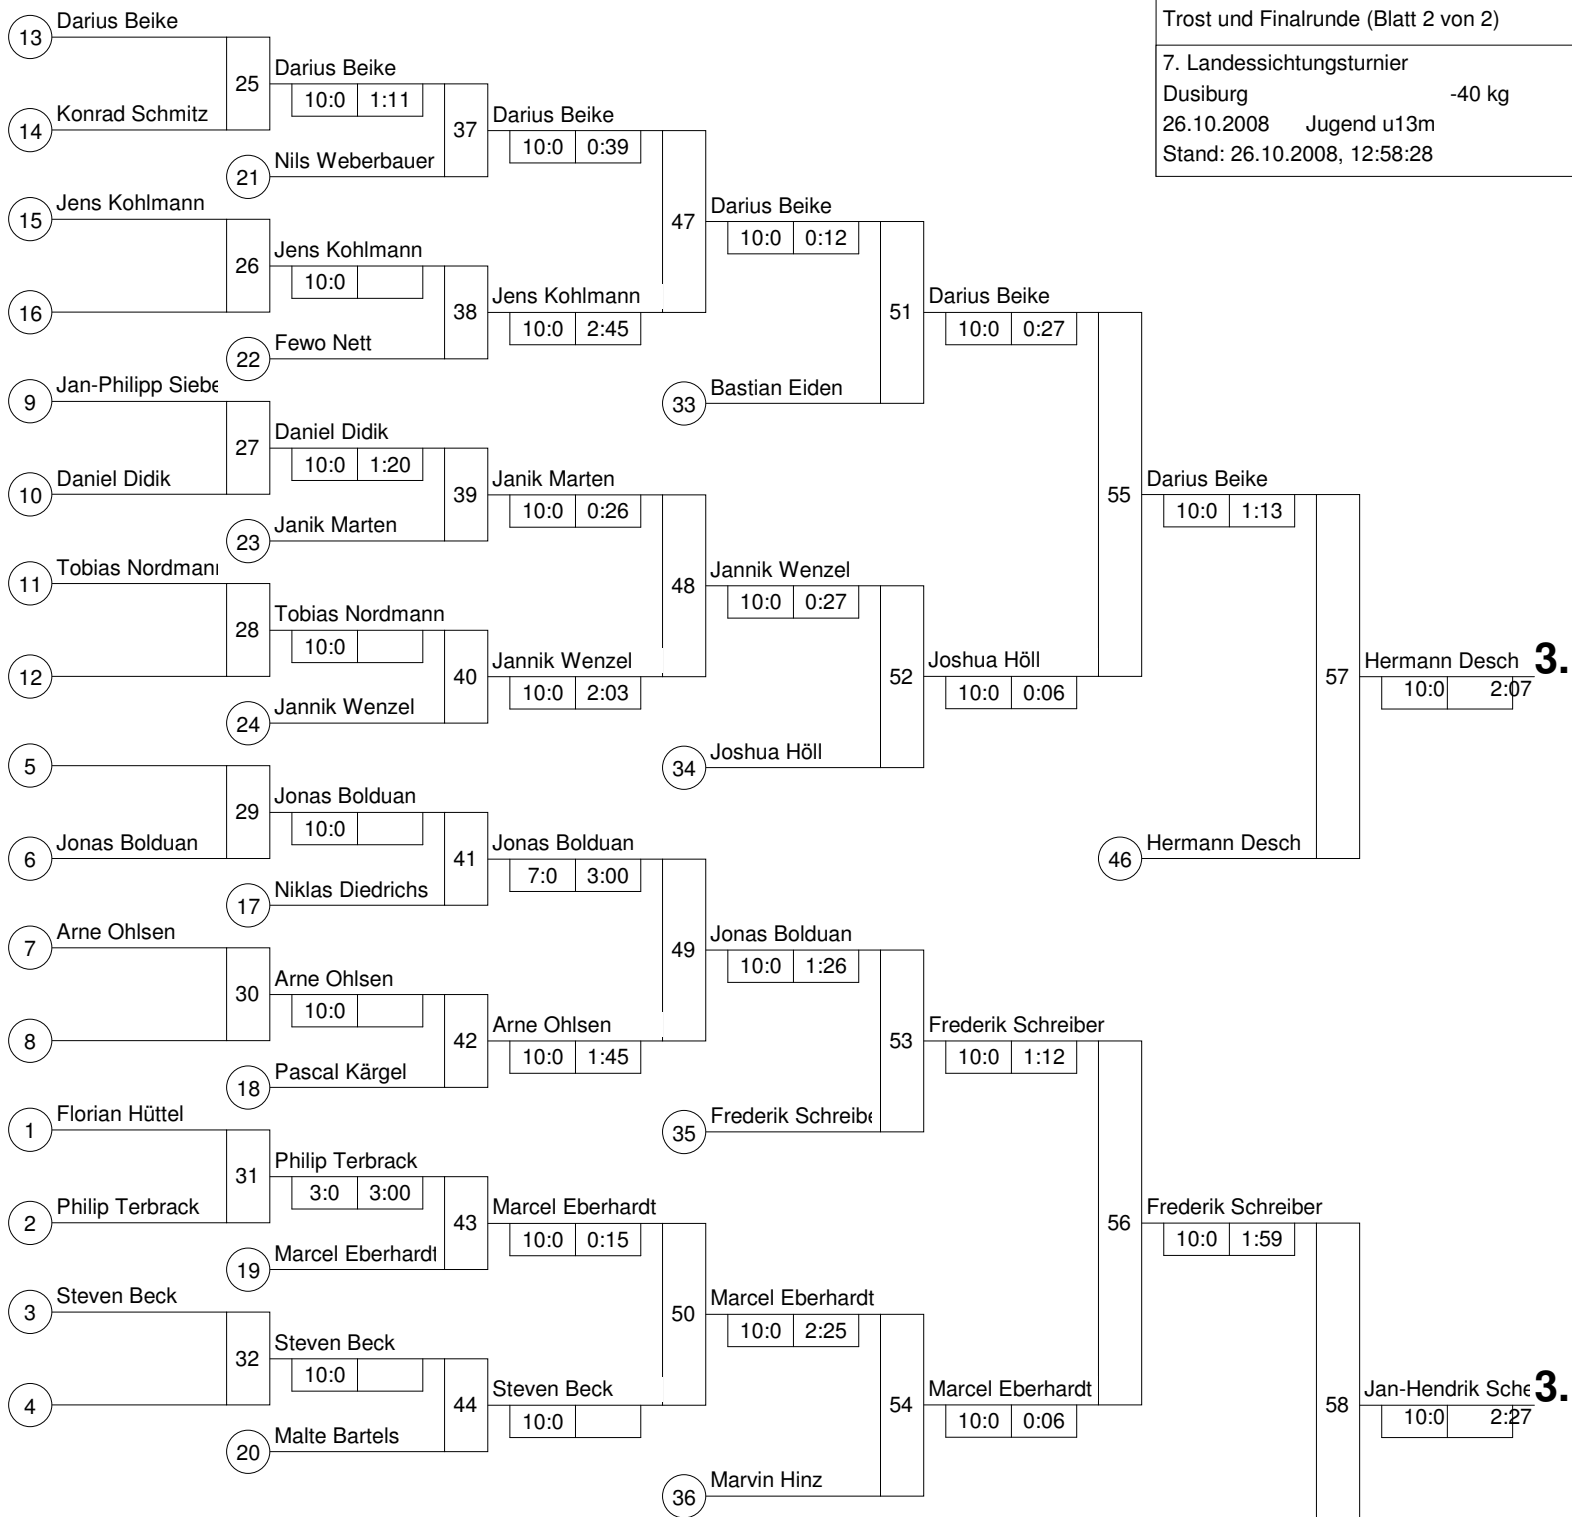 Trost und Finalrunde (Blatt 2 von 2)
7. Landessichtungsturnier
Dusiburg -40 kg
26.10.2008 Jugend u13m
Stand: 26.10.2008, 12:58:28
13 Darius Beike
25
14 Konrad Schmitz
15 Jens Kohlmann
26
16
9 Jan-Philipp Siebe
27
10 Daniel Didik
11 Tobias Nordmann
28
12
5
29
6 Jonas Bolduan
7 Arne Ohlsen
30
8
1 Florian Hüttel
31
2 Philip Terbrack
3 Steven Beck
32
4
Darius Beike
10:0 1:11
37
21 Nils Weberbauer
Jens Kohlmann
10:0
38
22 Fewo Nett
Daniel Didik
10:0 1:20
39
23 Janik Marten
Tobias Nordmann
10:0
40
24 Jannik Wenzel
Jonas Bolduan
10:0
41
17 Niklas Diedrichs
Arne Ohlsen
10:0
42
18 Pascal Kärgel
Philip Terbrack
3:0 3:00
43
19 Marcel Eberhardt
Steven Beck
10:0
44
20 Malte Bartels
Darius Beike
10:0 0:39
47
Jens Kohlmann
10:0 2:45
Janik Marten
10:0 0:26
48
Jannik Wenzel
10:0 2:03
Jonas Bolduan
7:0 3:00
49
Arne Ohlsen
10:0 1:45
Marcel Eberhardt
10:0 0:15
50
Steven Beck
10:0
Darius Beike
10:0 0:12
51
33 Bastian Eiden
Jannik Wenzel
10:0 0:27
52
34 Joshua Höll
Jonas Bolduan
10:0 1:26
53
35 Frederik Schreibe
Marcel Eberhardt
10:0 2:25
54
36 Marvin Hinz
Darius Beike
10:0 0:27
55
Joshua Höll
10:0 0:06
Frederik Schreiber
10:0 1:12
56
Marcel Eberhardt
10:0 0:06
Darius Beike
10:0 1:13
57
46 Hermann Desch
Frederik Schreiber
10:0 1:59
58
Hermann Desch 3.
10:0 2:07
Jan-Hendrik Sche 3.
10:0 2:27